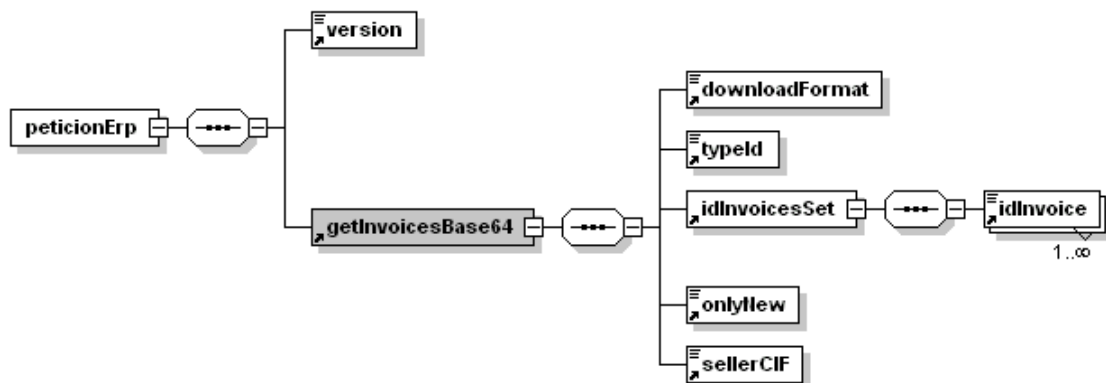 version
downloadFormat
peticionErp
typeId
idInvoicesSet
idInvoice
getInvoicesBase64
1..∞
onlyNew
sellerCIF